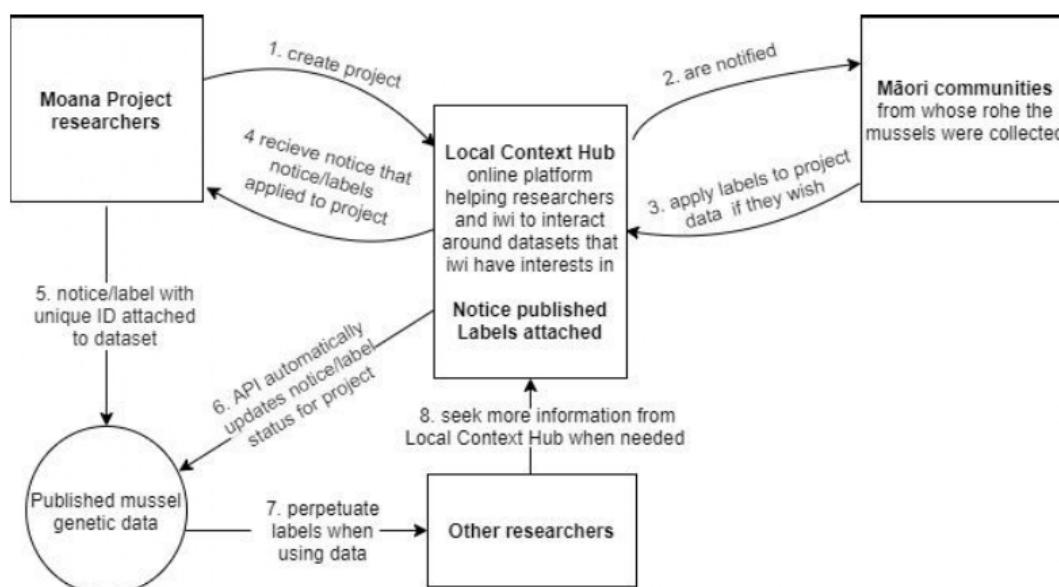 1. create project
2. are notified
Moana Project
researchers
Māori communities
from whose rohe the
mussels were collected
4 recieve notice that
notice/labels
applied to project
Local Context Hub
online platform
helping researchers
and iwi to interact
around datasets that
iwi have interests in
Notice published
Labels attached
3. apply labels to project
data if they wish
5. notice/label with
unique ID attached
to dataset
6. API automatically
updates notice/label
status for project
8. seek more information from
Local Context Hub when needed
Published mussel
genetic data
7. perpetuate
labels when
using data
Other researchers